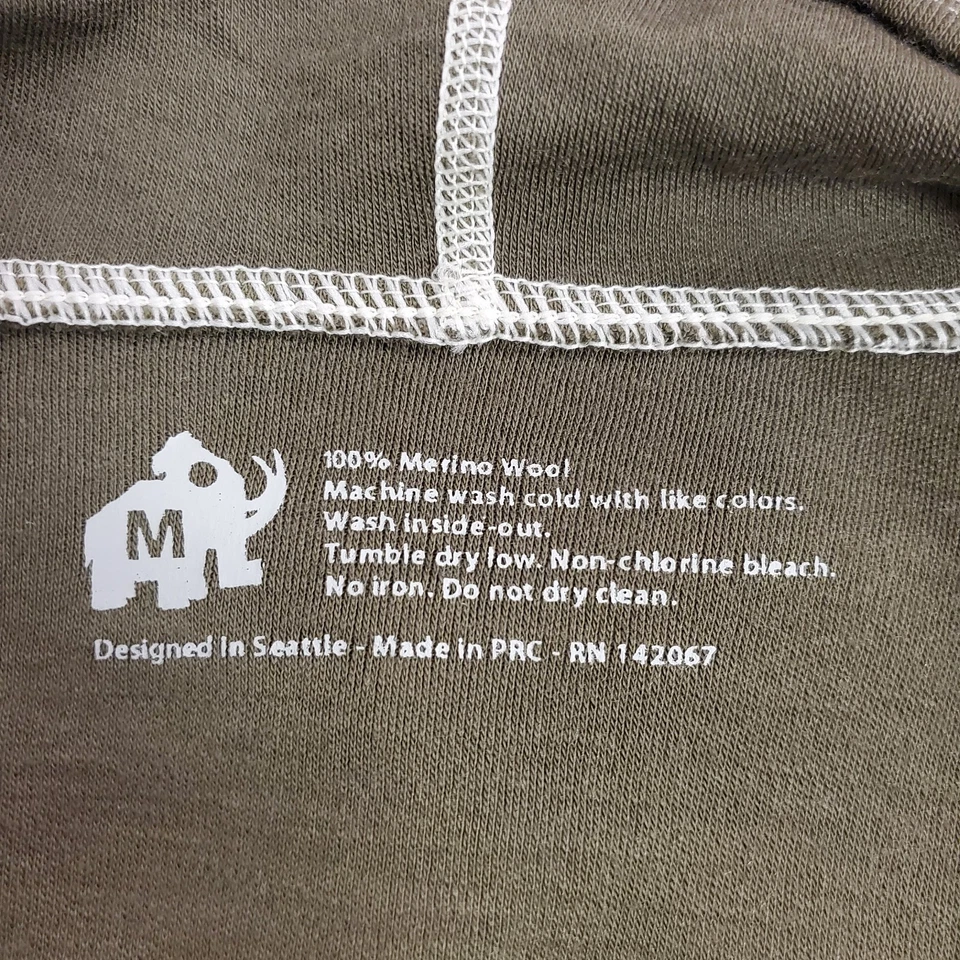 M
100% Merino Wool
Machine wash cold with like colors.
Wash inside-out.
Tumble dry low. Non-chlorine bleach.
No iron. Do not dry clean.
Designed in Seattle - Made in PRC - RN 142067